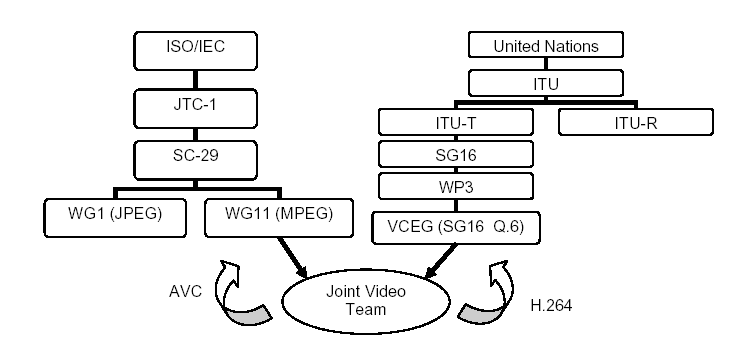 ISO/IEC
JTC-1
SC-29
WG1 (JPEG)
WG11 (MPEG)
United Nations
ITU
ITU-T
ITU-R
SG16
WP3
VCEG (SG16 Q.6)
AVC
Joint Video
Team
H.264